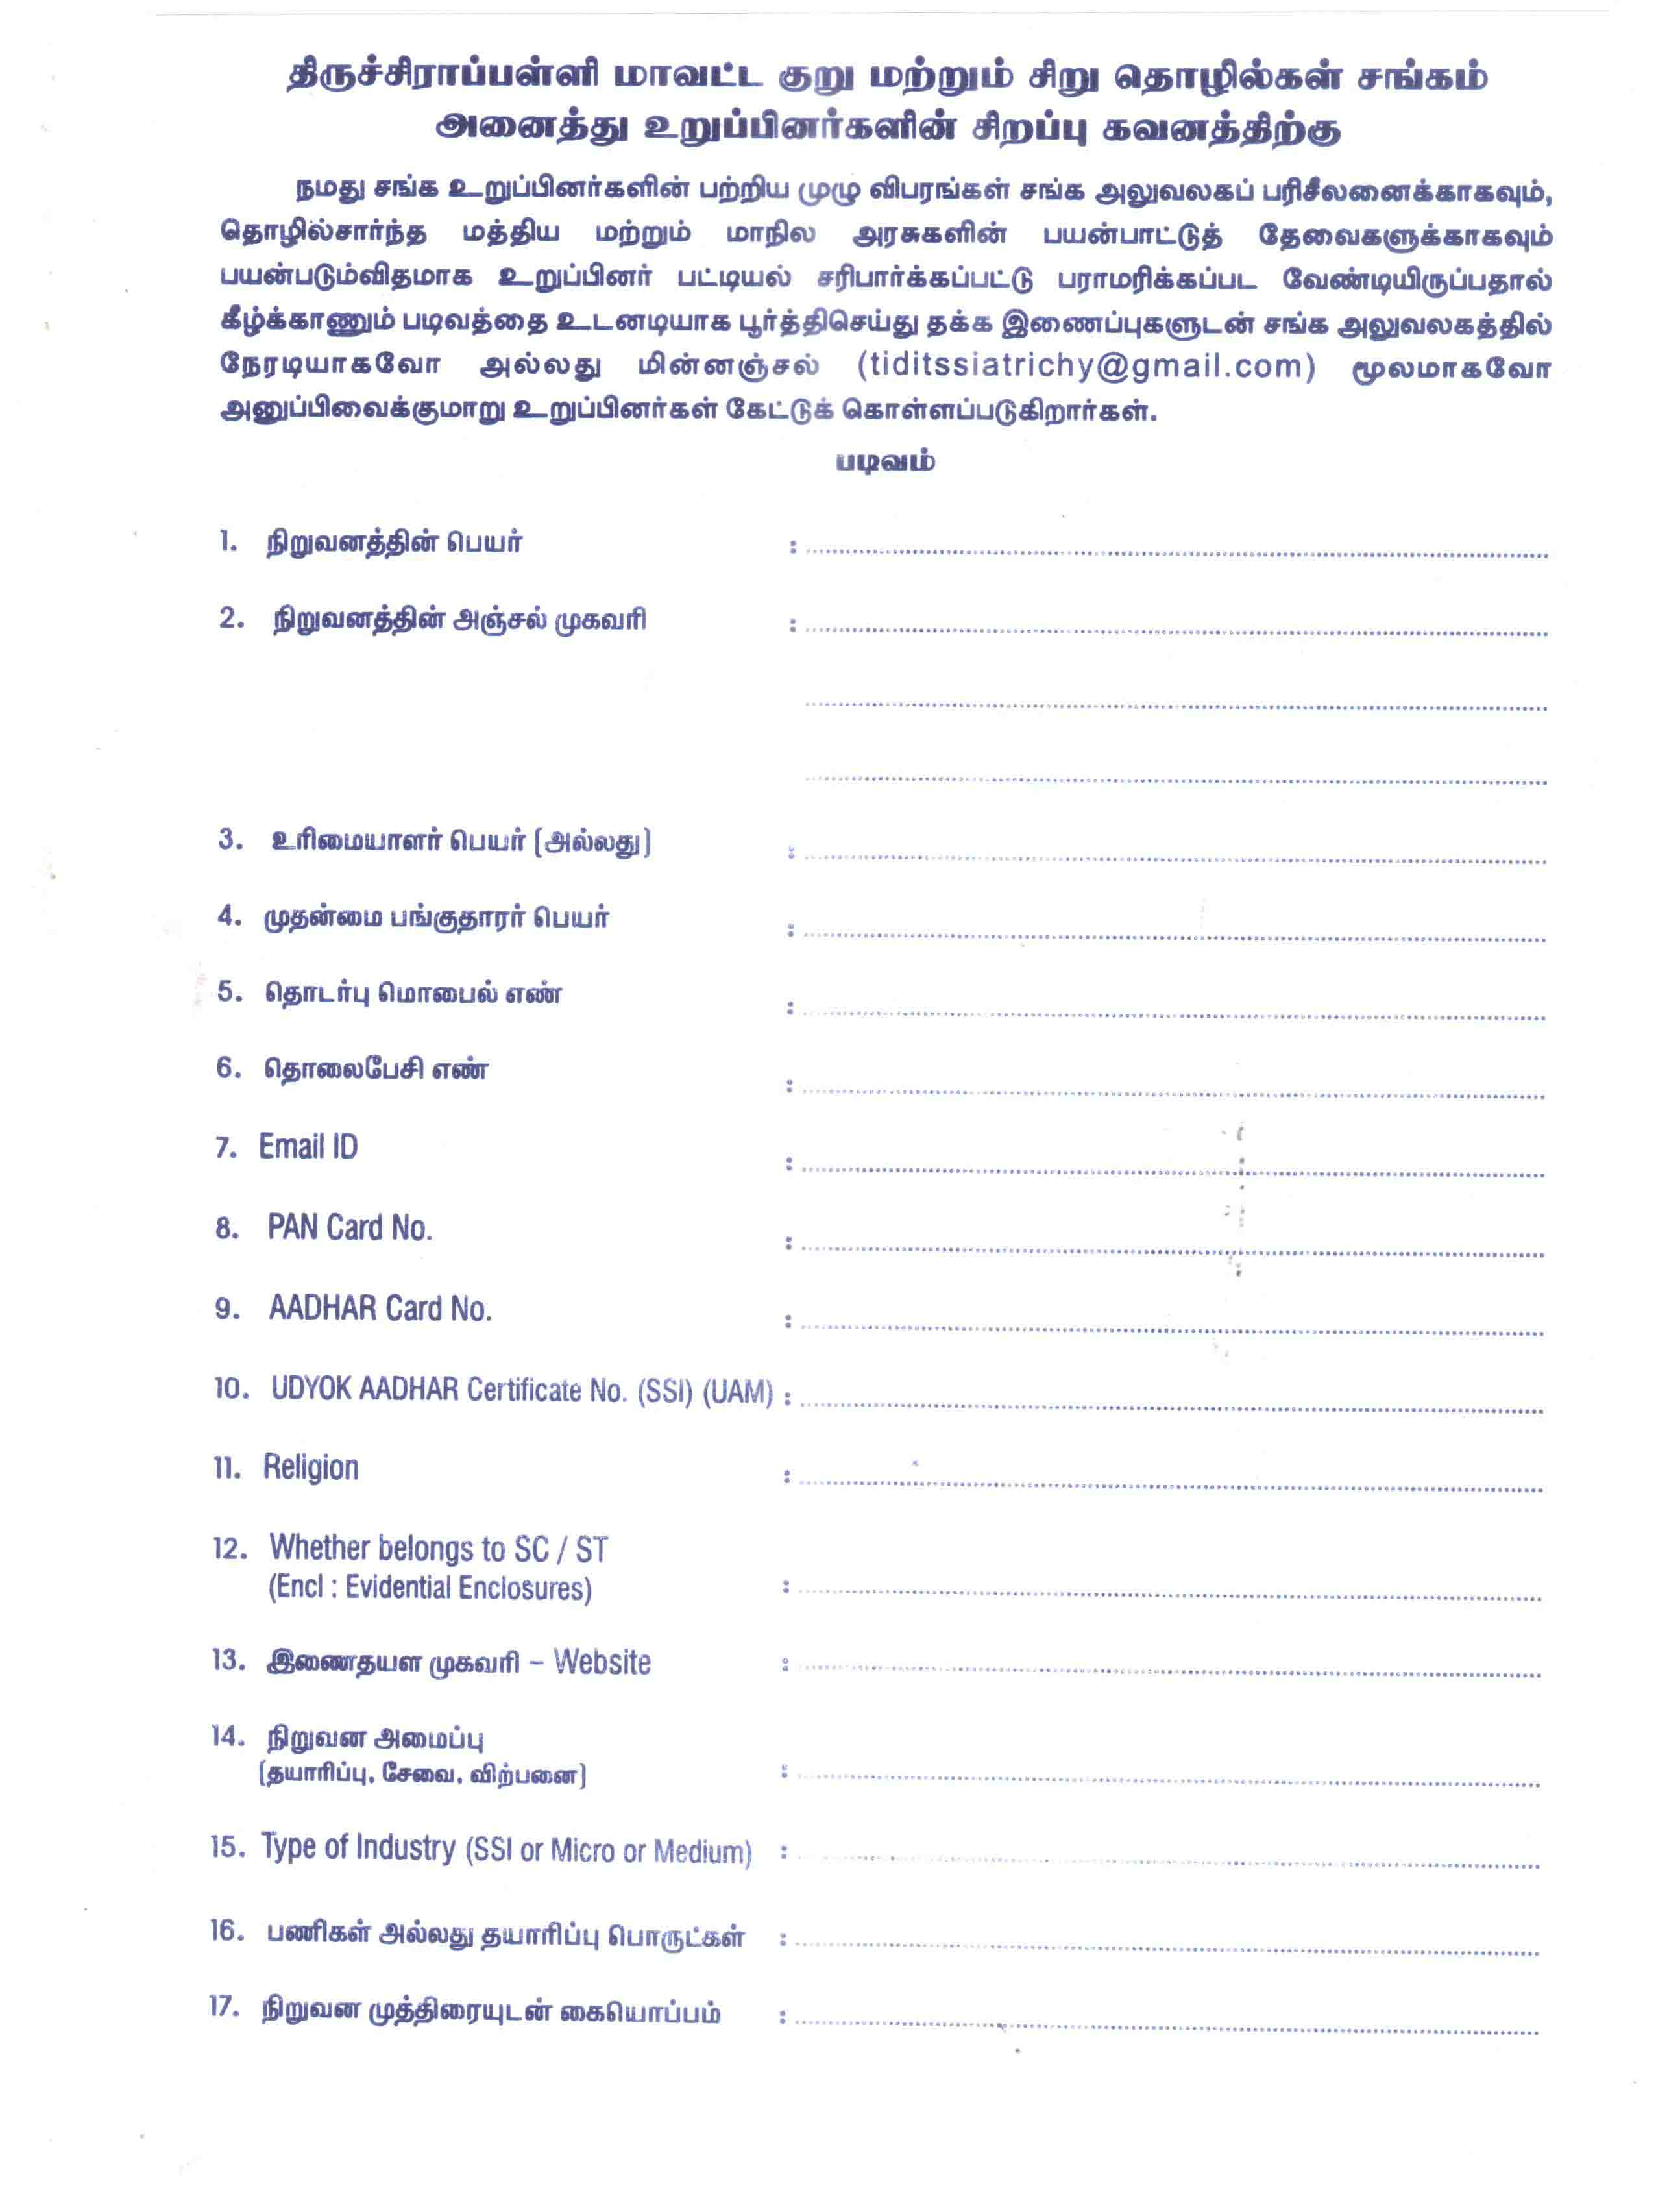 திருச்சிராப்பள்ளி மாவட்ட குறு மற்றும் சிறு தொழில்கள் சங்கம்
அனைத்து உறுப்பினர்களின் சிறப்பு கவனத்திற்கு
நமது சங்க உறுப்பினர்களின் பற்றிய முழு விபரங்கள் சங்க அலுவலகப் பரிசீலனைக்காகவும்,
தொழில்சார்ந்த மத்திய மற்றும் மாநில அரசுகளின் பயன்பாட்டுத் தேவைகளுக்காகவும்
பயன்படும்விதமாக உறுப்பினர் பட்டியல் சரிபார்க்கப்பட்டு பராமரிக்கப்பட வேண்டியிருப்பதால்
கீழ்க்காணும் படிவத்தை உடனடியாக பூர்த்திசெய்து தக்க இணைப்புகளுடன் சங்க அலுவலகத்தில்
நேரடியாகவோ அல்லது மின்னஞ்சல் (tiditssiatrichy@gmail.com) மூலமாகவோ
அனுப்பிவைக்குமாறு உறுப்பினர்கள் கேட்டுக் கொள்ளப்படுகிறார்கள்.
படிவம்
1. நிறுவனத்தின் பெயர் :
2. நிறுவனத்தின் அஞ்சல் முகவரி :
3. உரிமையாளர் பெயர் (அல்லது) :
4. முதன்மை பங்குதாரர் பெயர் :
5. தொடர்பு மொபைல் எண் :
6. தொலைபேசி எண் :
7. Email ID :
8. PAN Card No. :
9. AADHAR Card No. :
10. UDYOK AADHAR Certificate No. (SSI) (UAM) :
11. Religion :
12. Whether belongs to SC / ST
(Encl : Evidential Enclosures) :
13. இணைதயள முகவரி – Website :
14. நிறுவன அமைப்பு
(தயாரிப்பு, சேவை, விற்பனை) :
15. Type of Industry (SSI or Micro or Medium) :
16. பணிகள் அல்லது தயாரிப்பு பொருட்கள் :
17. நிறுவன முத்திரையுடன் கையொப்பம் :